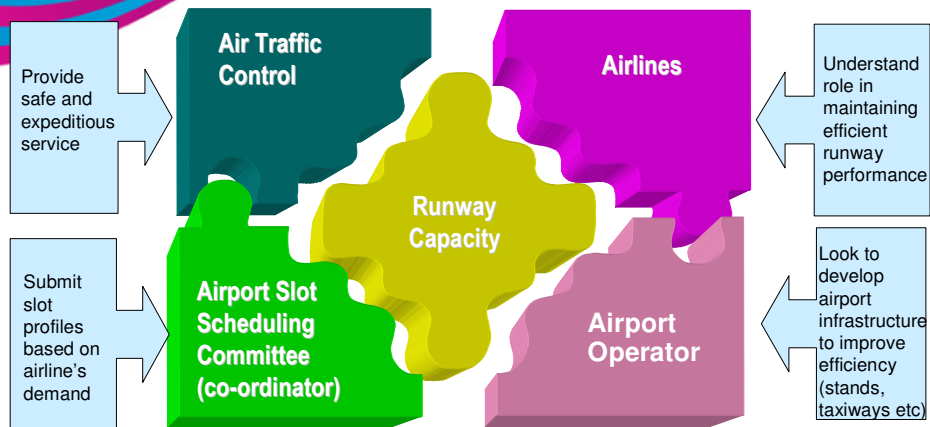 Provide
safe and
expeditious
service
Air Traffic
Control
Airlines
Understand
role in
maintaining
efficient
runway
performance
Runway
Capacity
Submit
slot
profiles
based on
airline's
demand
Airport Slot
Scheduling
Committee
(co-ordinator)
Airport
Operator
Look to
develop
airport
infrastructure
to improve
efficiency
(stands,
taxiways etc)